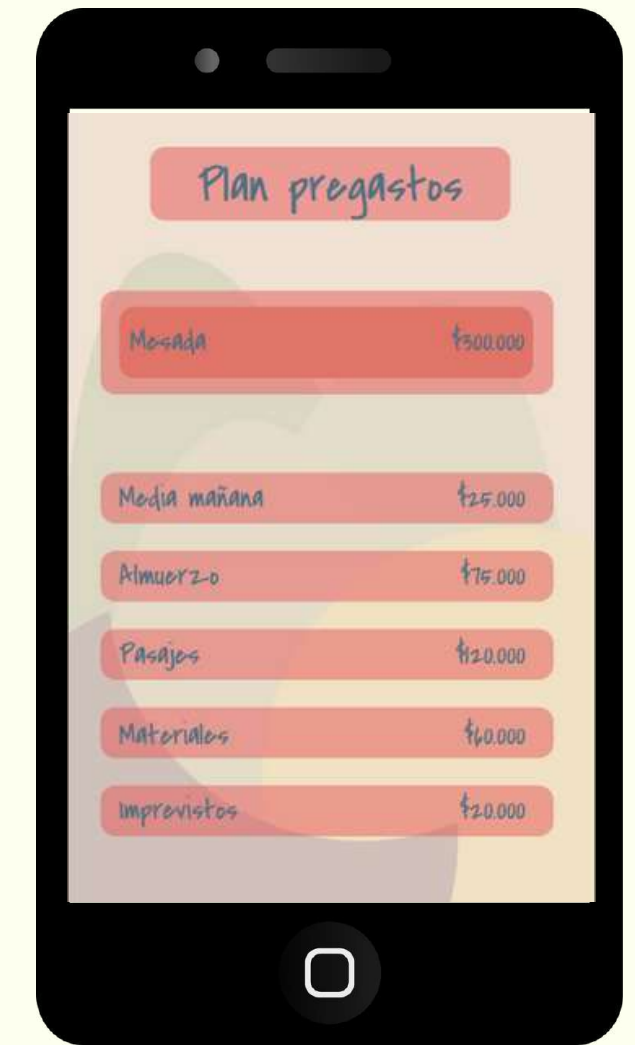 Plan pregastos
Mesada $300.000
Media mañana $25.000
Almuerzo $75.000
Pasajes $120.000
Materiales $60.000
Imprevistos $20.000